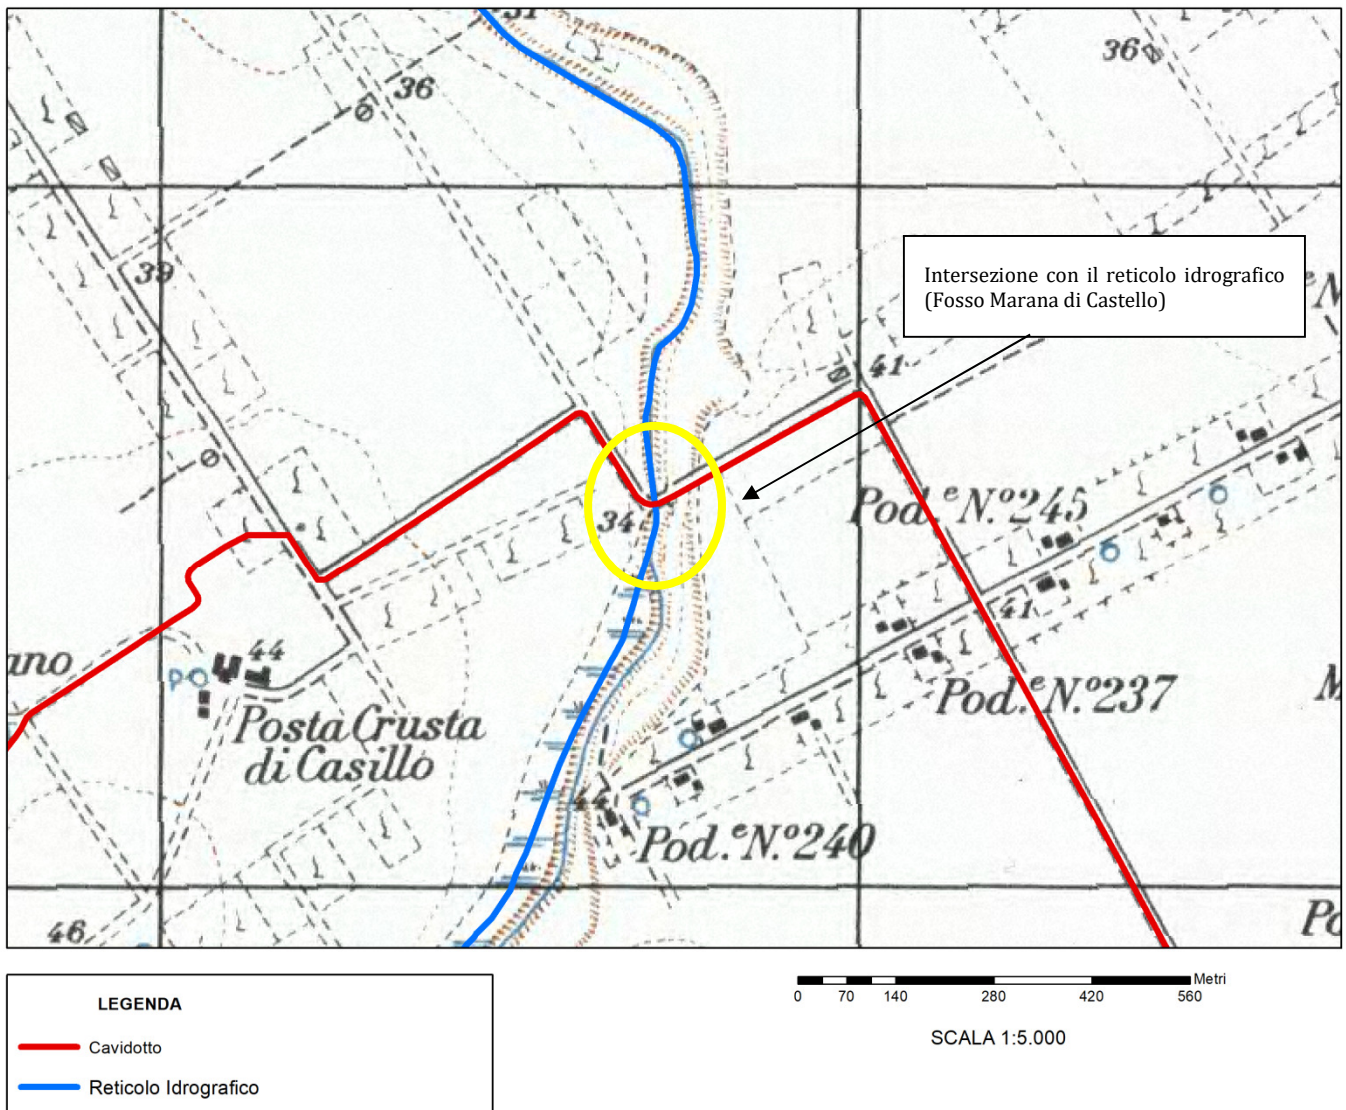 31
36
36
39
Intersezione con il reticolo idrografico
(Fosso Marana di Castello)
e N
41
34
Pod.e N.o 245
41
44
ano
Pod.e N.o 237
M
Posta Crusta
di Casillo
44
Pod.e N.o 240
46
Po
LEGENDA
Cavidotto
Reticolo Idrografico
Metri
0 70 140 280 420 560
SCALA 1:5.000